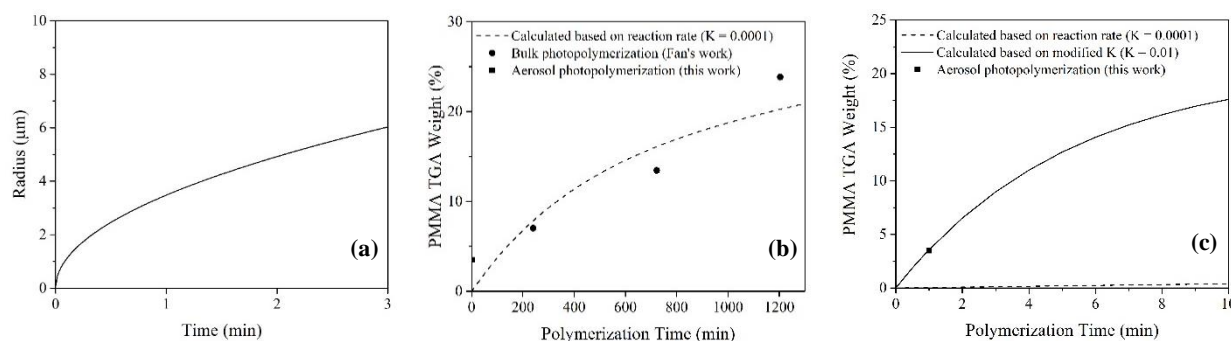 10
8
6
4
2
0
Radius (μm)
0
1
2
3
Time (min)
(a)
30
20
10
0
PMMA TGA Weight (%)
Calculated based on reaction rate (K = 0.0001)
Bulk photopolymerization (Fan's work)
Aerosol photopolymerization (this work)
0
200
400
600
800
1000
1200
Polymerization Time (min)
(b)
25
20
15
10
5
0
PMMA TGA Weight (%)
Calculated based on reaction rate (K = 0.0001)
Calculated based on modified K (K = 0.01)
Aerosol photopolymerization (this work)
0
2
4
6
8
10
Polymerization Time (min)
(c)